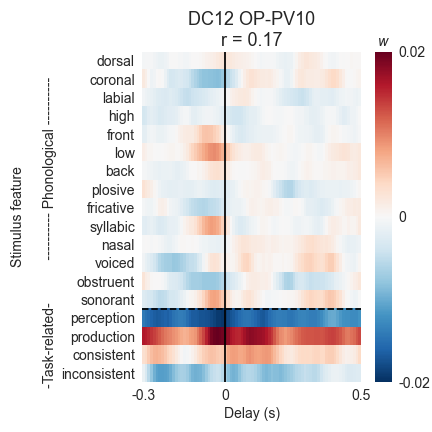 DC12 OP-PV10
r = 0.17
w
dorsal
coronal
labial
high
front
low
back
plosive
fricative
syllabic
nasal
voiced
obstruent
sonorant
perception
production
consistent
inconsistent
Stimulus feature
----------- Phonological ----------
-Task-related-
0.02
0
-0.02
-0.3 0 0.5
Delay (s)